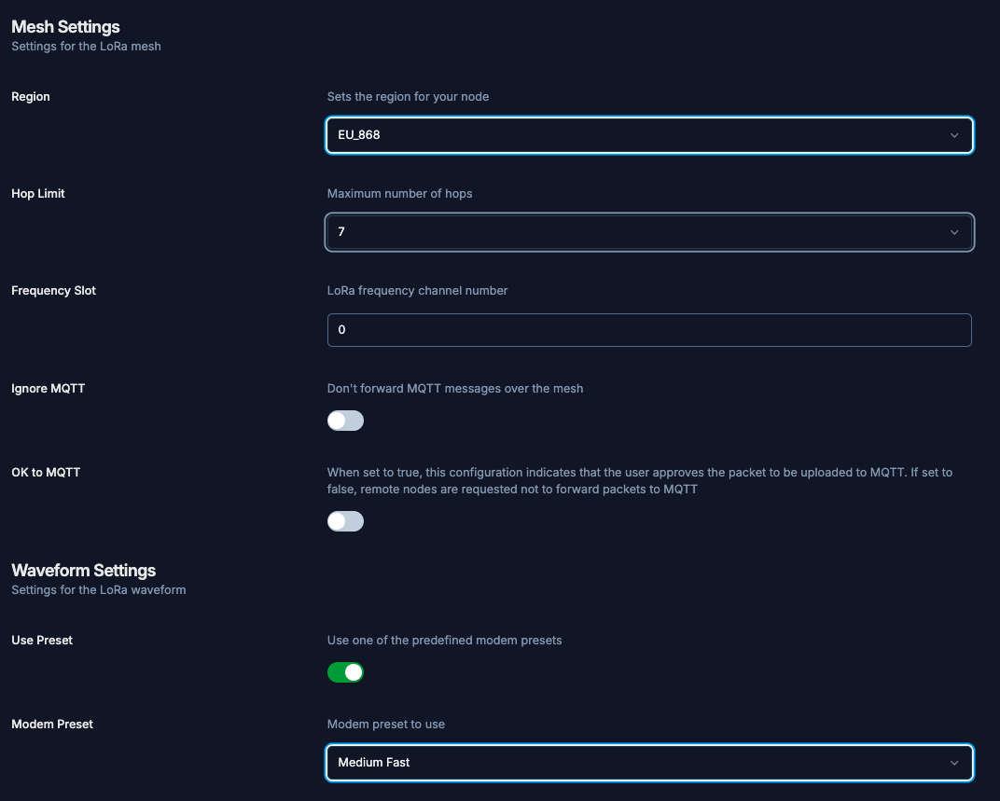 Mesh Settings
Settings for the LoRa mesh
Region
Sets the region for your node
EU_868
Hop Limit
Maximum number of hops
7
Frequency Slot
LoRa frequency channel number
0
Ignore MQTT
Don't forward MQTT messages over the mesh
OK to MQTT
When set to true, this configuration indicates that the user approves the packet to be uploaded to MQTT. If set to
false, remote nodes are requested not to forward packets to MQTT
Waveform Settings
Settings for the LoRa waveform
Use Preset
Use one of the predefined modem presets
Modem Preset
Modem preset to use
Medium Fast